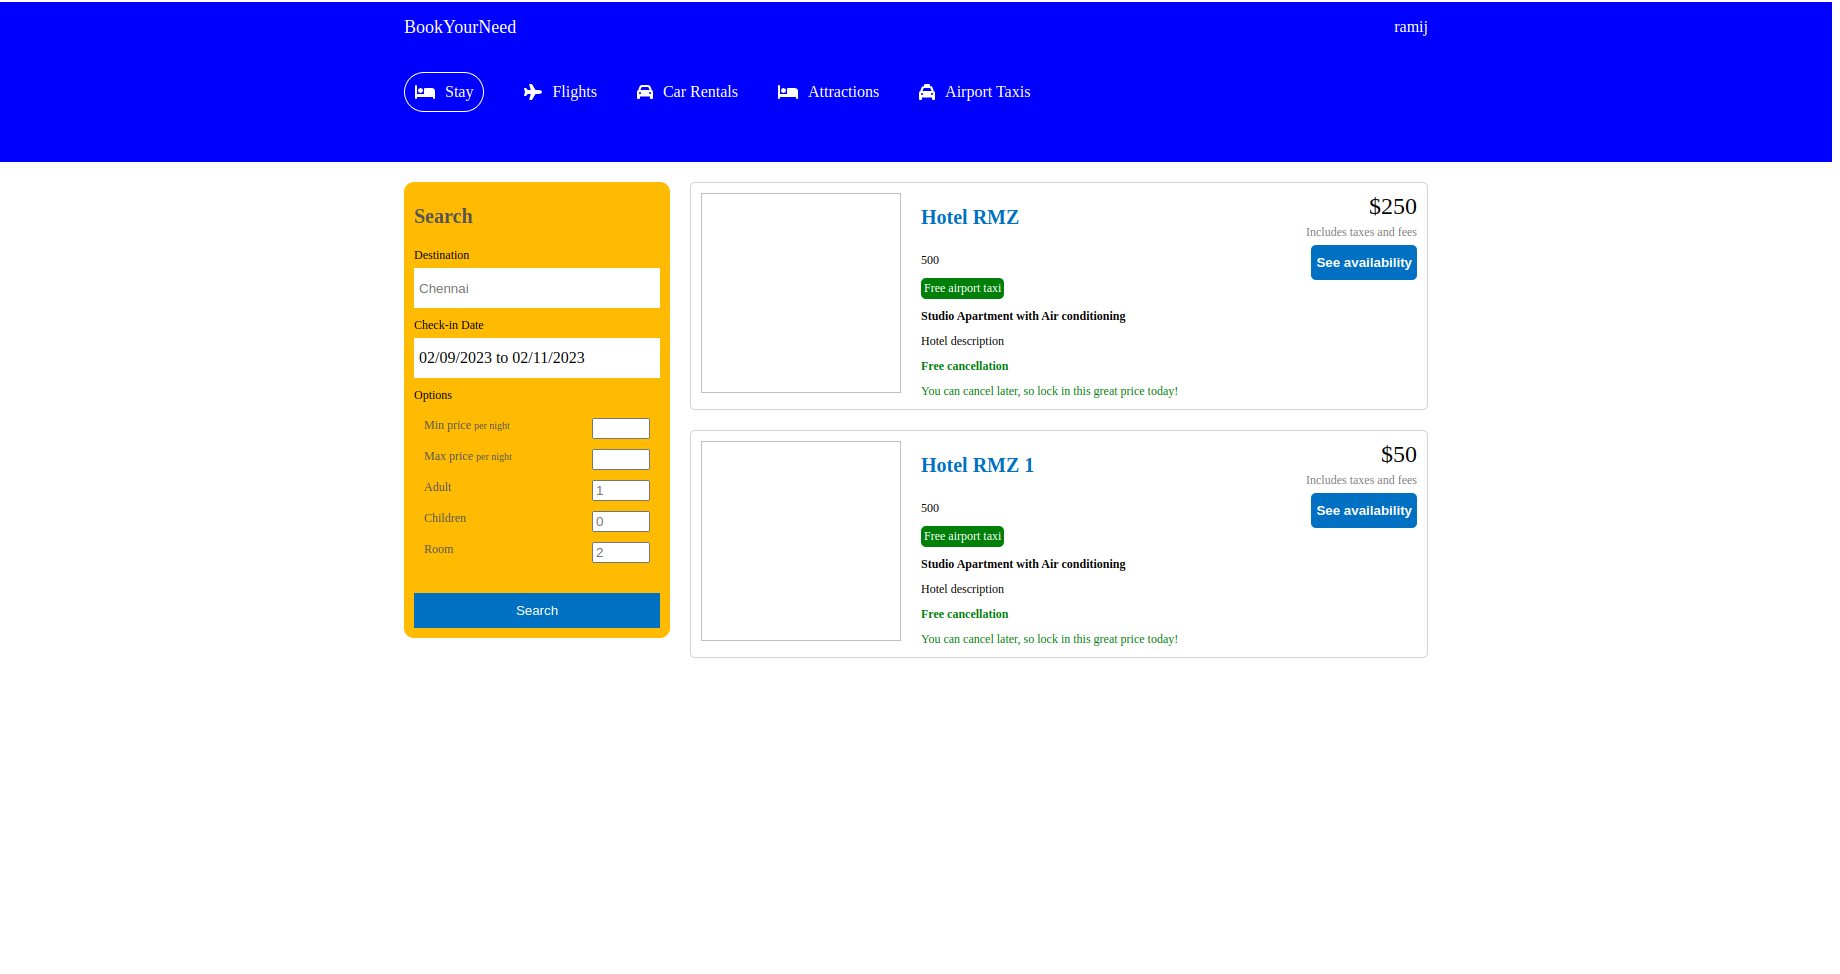 BookYourNeed
ramij
Stay
Flights
Car Rentals
Attractions
Airport Taxis
Search
Destination
Chennai
Check-in Date
02/09/2023 to 02/11/2023
Options
Min price per night
Max price per night
Adult
1
Children
0
Room
2
Search
Hotel RMZ
$250
Includes taxes and fees
See availability
500
Free airport taxi
Studio Apartment with Air conditioning
Hotel description
Free cancellation
You can cancel later, so lock in this great price today!
Hotel RMZ 1
$50
Includes taxes and fees
See availability
500
Free airport taxi
Studio Apartment with Air conditioning
Hotel description
Free cancellation
You can cancel later, so lock in this great price today!